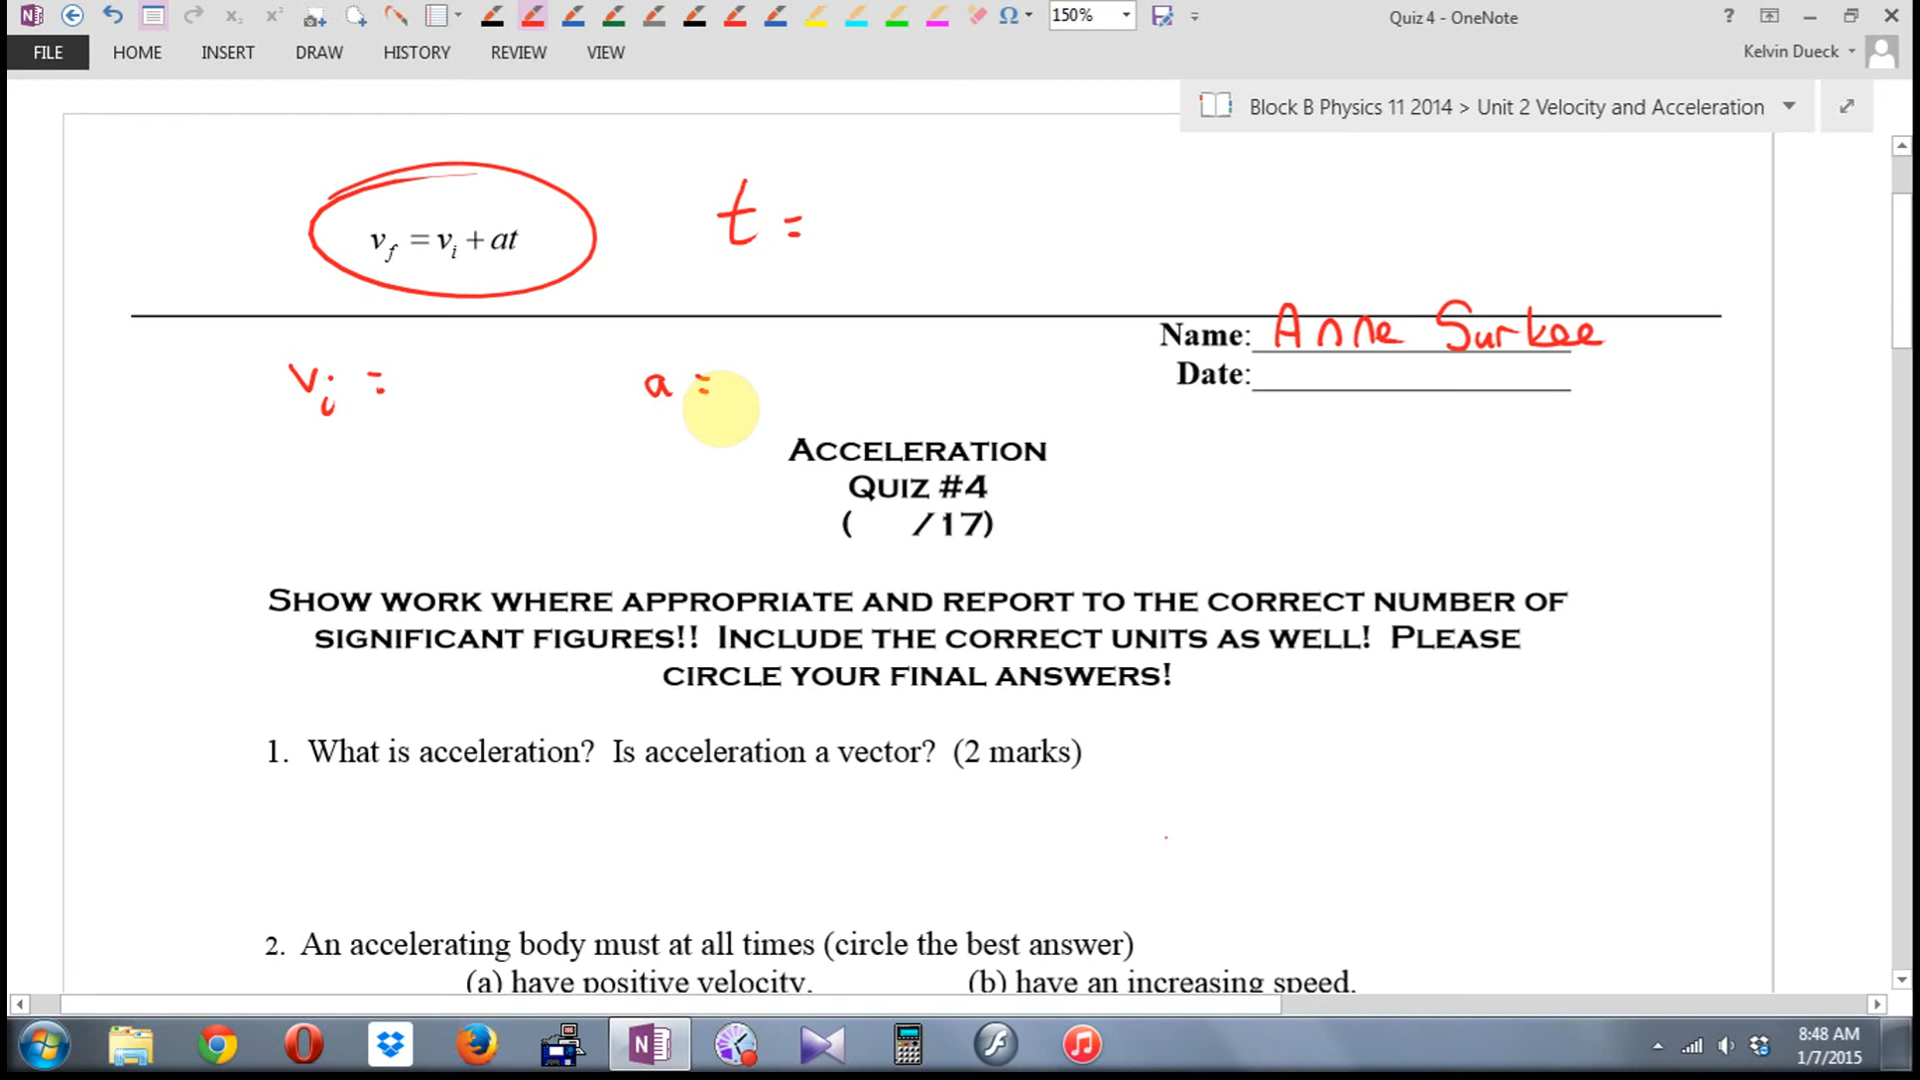 150%
Quiz 4 - OneNote
?
FILE HOME INSERT DRAW HISTORY REVIEW VIEW
Kelvin Dueck
Block B Physics 11 2014 > Unit 2 Velocity and Acceleration
v_f = v_i + at
t =
Name: Anne Surkee
Date:
v_i =
a =
ACCELERATION
QUIZ #4
( /17)
SHOW WORK WHERE APPROPRIATE AND REPORT TO THE CORRECT NUMBER OF
SIGNIFICANT FIGURES!! INCLUDE THE CORRECT UNITS AS WELL! PLEASE
CIRCLE YOUR FINAL ANSWERS!
1. What is acceleration? Is acceleration a vector? (2 marks)
2. An accelerating body must at all times (circle the best answer)
(a) have positive velocity. (b) have an increasing speed.
8:48 AM
1/7/2015